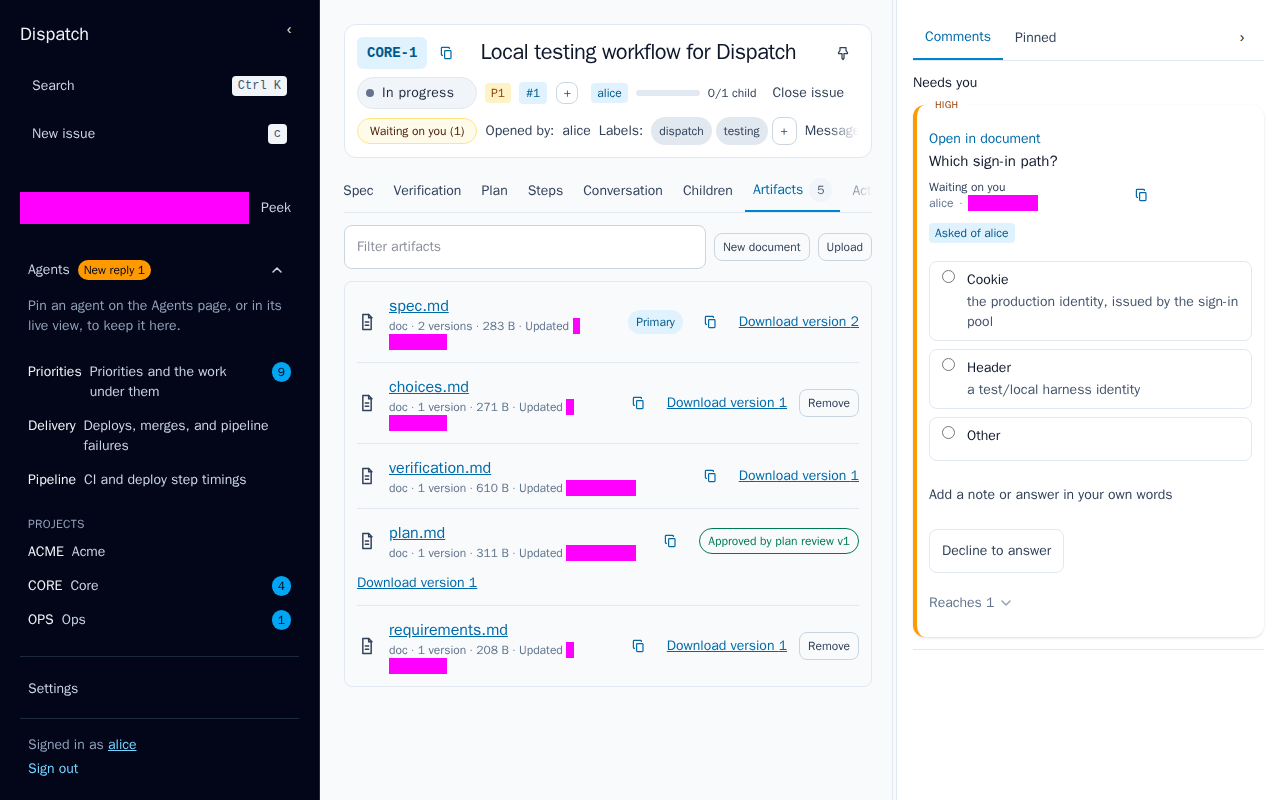 Dispatch
Search
Ctrl K
New issue
C
Peek
Agents
New reply 1
Pin an agent on the Agents page, or in its
live view, to keep it here.
Priorities
Priorities and the work
under them
9
Delivery
Deploys, merges, and pipeline
failures
Pipeline
CI and deploy step timings
PROJECTS
ACME Acme
CORE Core
4
OPS Ops
1
Settings
Signed in as alice
Sign out
CORE-1
Local testing workflow for Dispatch
In progress
P1
#1
+
alice
0/1 child
Close issue
Waiting on you (1)
Opened by: alice
Labels:
dispatch
testing
+
Message
Spec
Verification
Plan
Steps
Conversation
Children
Artifacts
5
Act
Filter artifacts
New document
Upload
spec.md
doc · 2 versions · 283 B · Updated
Primary
Download version 2
choices.md
doc · 1 version · 271 B · Updated
Download version 1
Remove
verification.md
doc · 1 version · 610 B · Updated
Download version 1
plan.md
doc · 1 version · 311 B · Updated
Approved by plan review v1
Download version 1
requirements.md
doc · 1 version · 208 B · Updated
Download version 1
Remove
Comments
Pinned
Needs you
HIGH
Open in document
Which sign-in path?
Waiting on you
alice ·
Asked of alice
Cookie
the production identity, issued by the sign-in
pool
Header
a test/local harness identity
Other
Add a note or answer in your own words
Decline to answer
Reaches 1